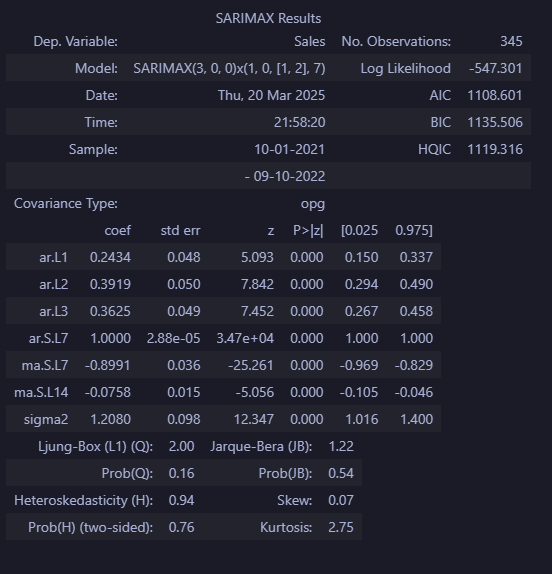 SARIMAX Results
Dep. Variable: Sales No. Observations: 345
Model: SARIMAX(3, 0, 0)x(1, 0, [1, 2], 7) Log Likelihood -547.301
Date: Thu, 20 Mar 2025 AIC 1108.601
Time: 21:58:20 BIC 1135.506
Sample: 10-01-2021 HQIC 1119.316
- 09-10-2022
Covariance Type: opg
coef std err z P>|z| [0.025 0.975]
ar.L1 0.2434 0.048 5.093 0.000 0.150 0.337
ar.L2 0.3919 0.050 7.842 0.000 0.294 0.490
ar.L3 0.3625 0.049 7.452 0.000 0.267 0.458
ar.S.L7 1.0000 2.88e-05 3.47e+04 0.000 1.000 1.000
ma.S.L7 -0.8991 0.036 -25.261 0.000 -0.969 -0.829
ma.S.L14 -0.0758 0.015 -5.056 0.000 -0.105 -0.046
sigma2 1.2080 0.098 12.347 0.000 1.016 1.400
Ljung-Box (L1) (Q): 2.00 Jarque-Bera (JB): 1.22
Prob(Q): 0.16 Prob(JB): 0.54
Heteroskedasticity (H): 0.94 Skew: 0.07
Prob(H) (two-sided): 0.76 Kurtosis: 2.75